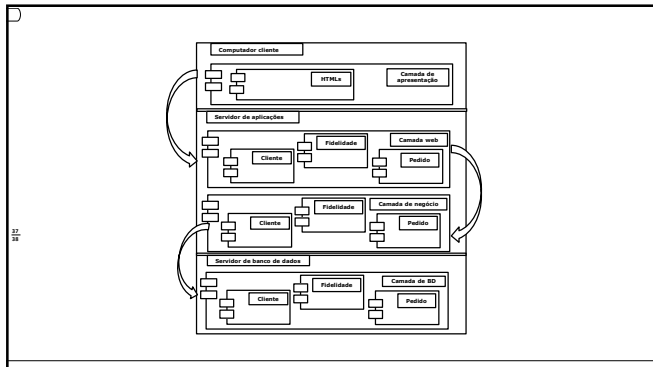 Computador cliente
HTMLs
Camada de
apresentação
Servidor de aplicações
Camada web
Fidelidade
Cliente
Pedido
Camada de negócio
Fidelidade
Cliente
Pedido
37
38
Servidor de banco de dados
Camada de BD
Fidelidade
Cliente
Pedido